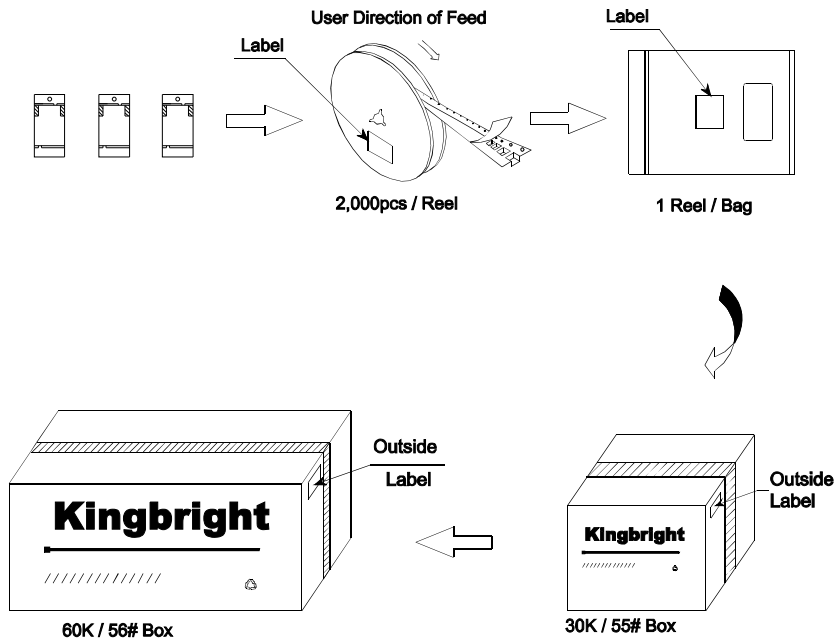 User Direction of Feed
Label
Label
2,000pcs / Reel
1 Reel / Bag
Outside
Label
Kingbright
60K / 56# Box
Outside
Label
Kingbright
30K / 55# Box